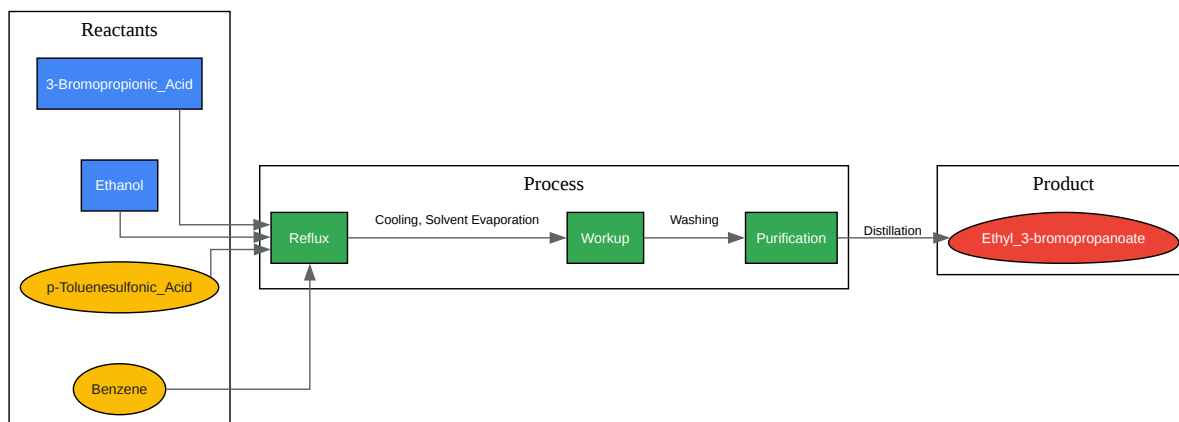 Reactants
3-Bromopropionic_Acid
Ethanol
p-Toluenesulfonic_Acid
Benzene
Process
Reflux
Cooling, Solvent Evaporation
Workup
Washing
Purification
Distillation
Product
Ethyl_3-bromopropanoate